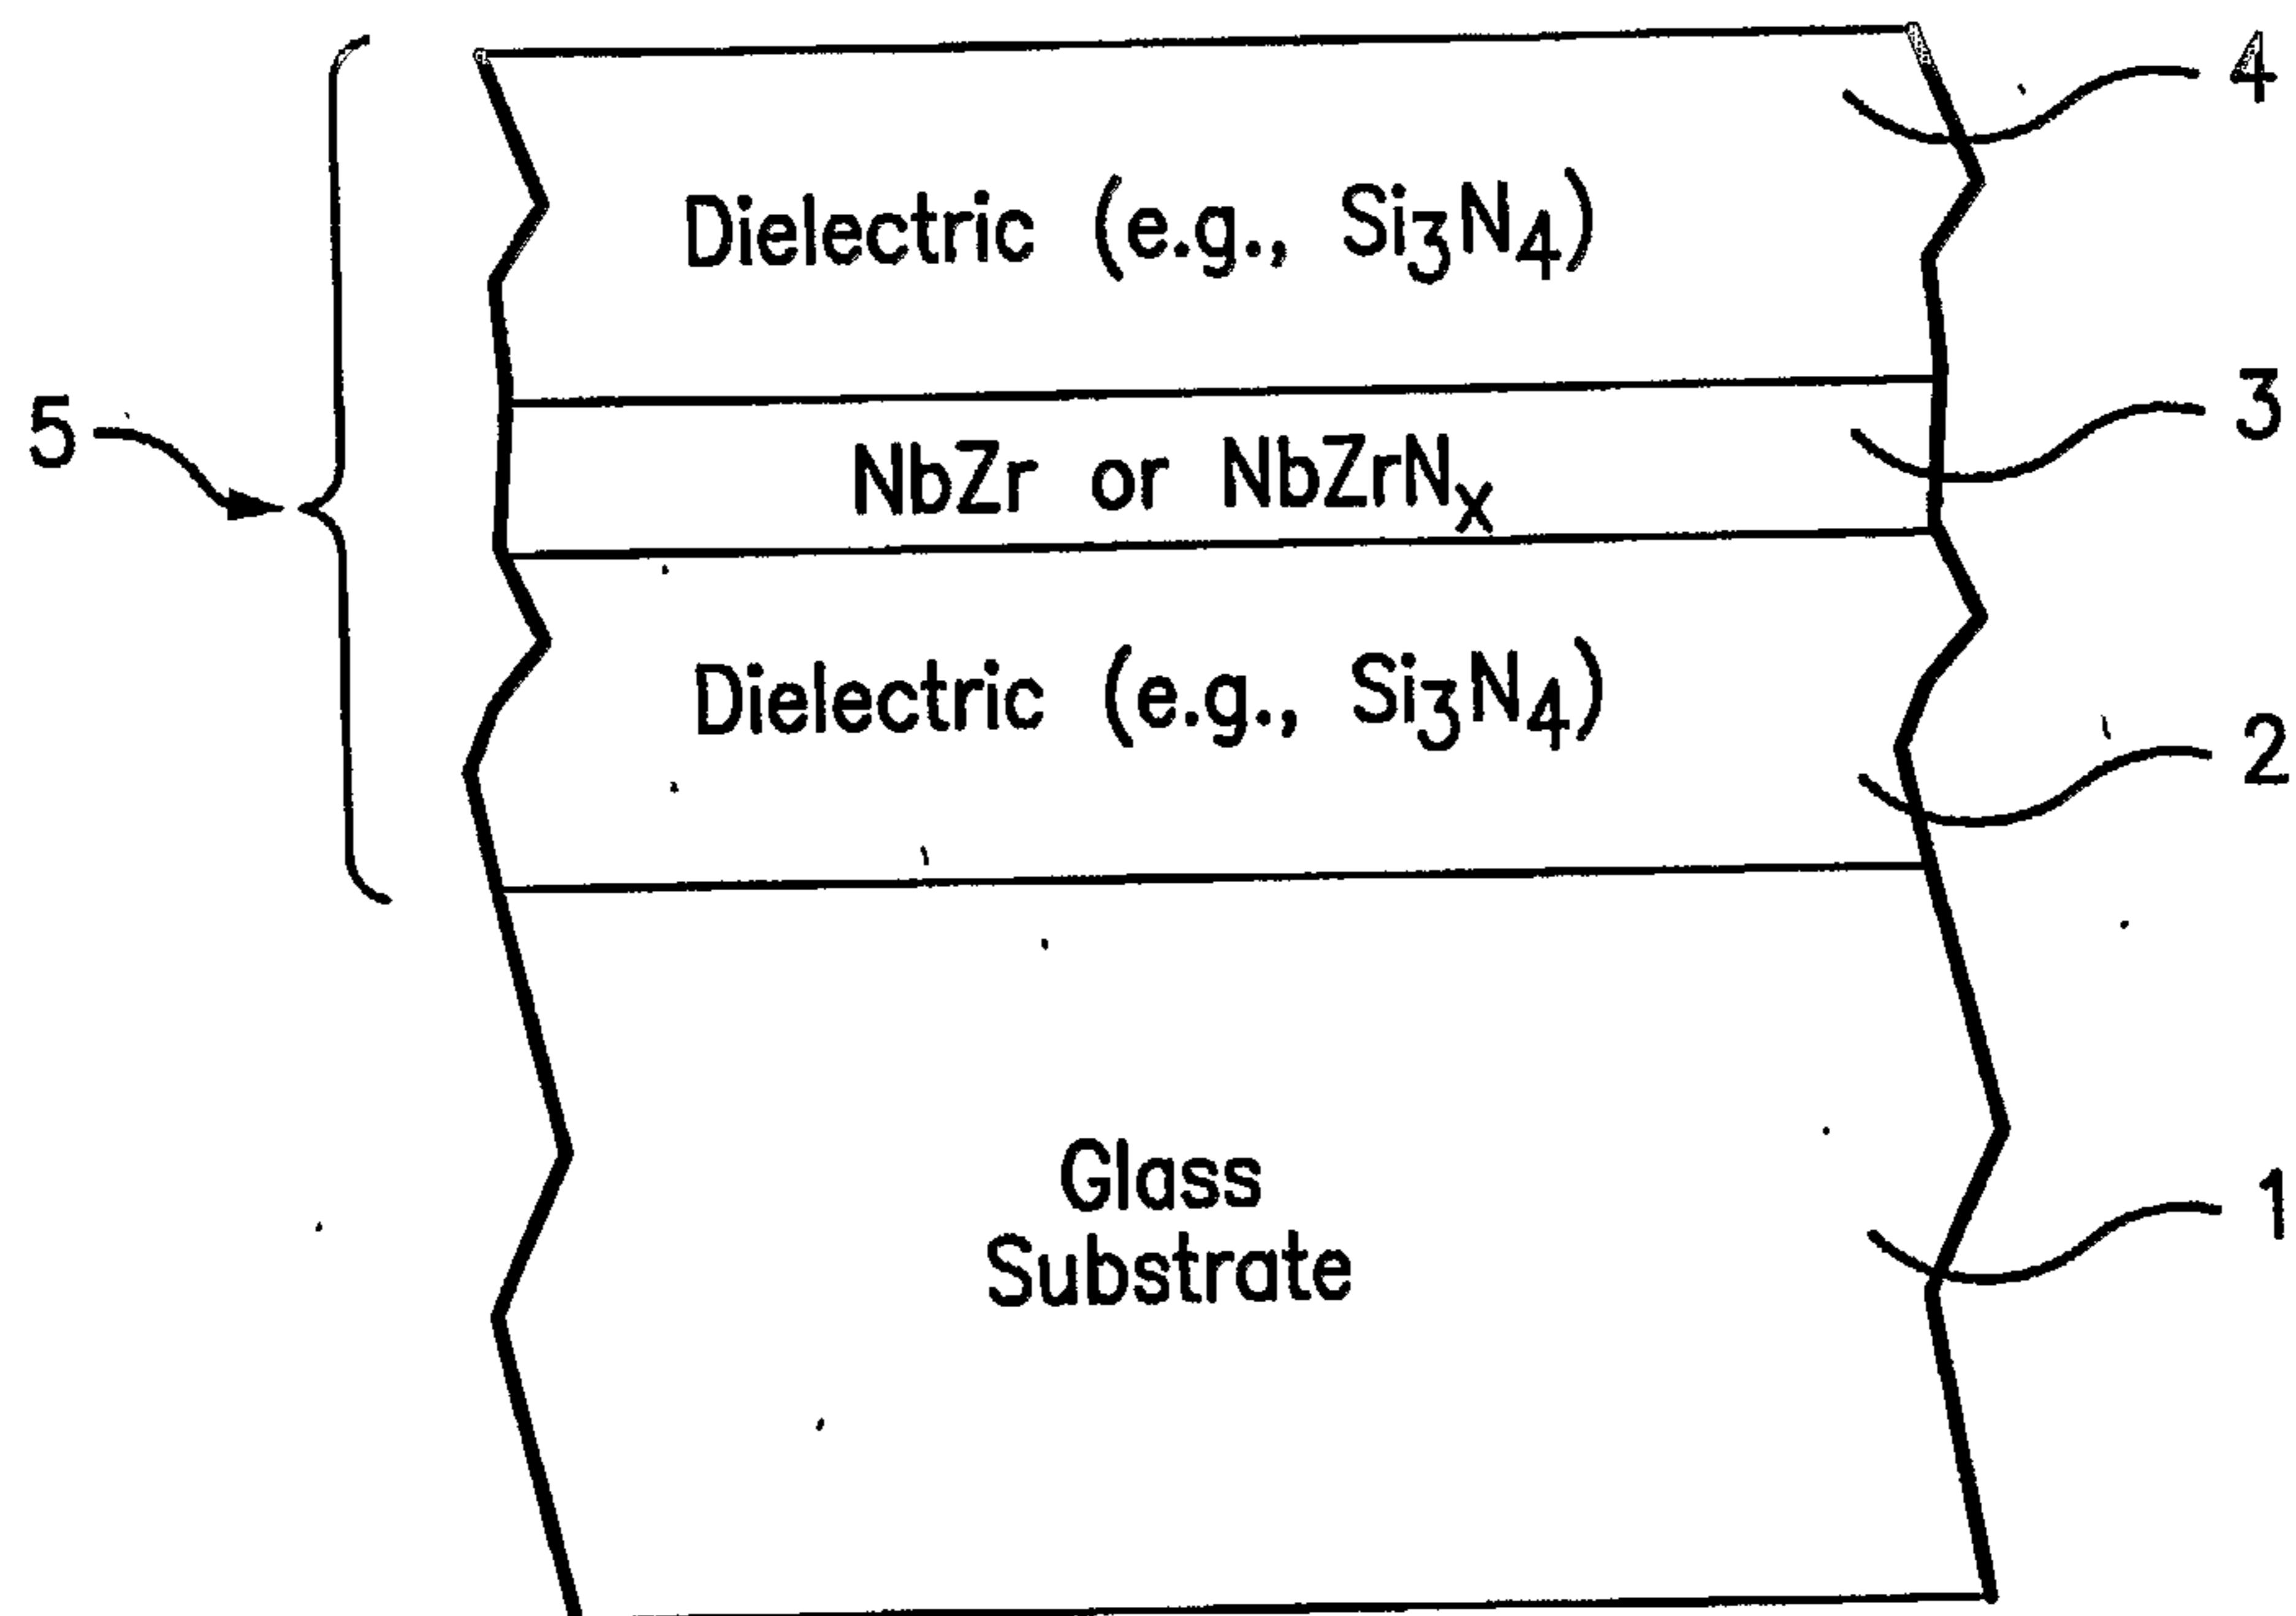 4
Dielectric (e.g., Si₃N₄)
3
5
NbZr or NbZrNₓ
Dielectric (e.g., Si₃N₄)
2
Glass
1
Substrate